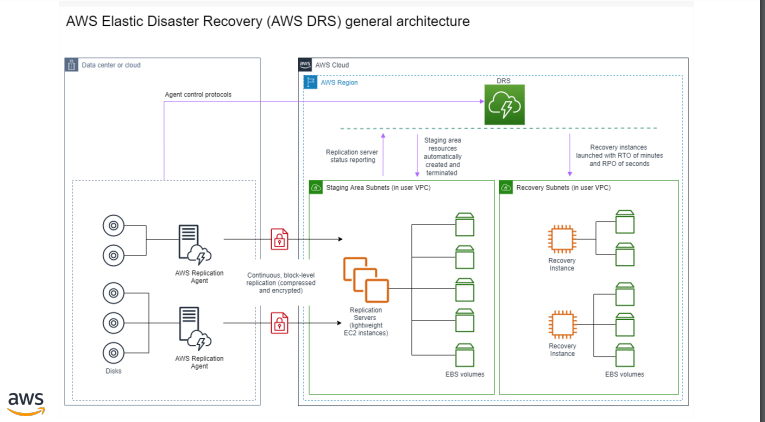 AWS Elastic Disaster Recovery (AWS DRS) general architecture
Data center or cloud
aws
AWS Cloud
AWS Region
DRS
Agent control protocols
Replication server
status reporting
Staging area
resources
automatically
created and
terminated
Recovery instances
launched with RTO of minutes
and RPO of seconds
Staging Area Subnets (in user VPC)
Recovery Subnets (in user VPC)
AWS Replication
Agent
Continuous, block-level
replication (compressed
and encrypted)
Recovery
Instance
Replication
Servers
(lightweight
EC2 instances)
AWS Replication
Agent
Recovery
Instance
Disks
EBS volumes
EBS volumes
aws